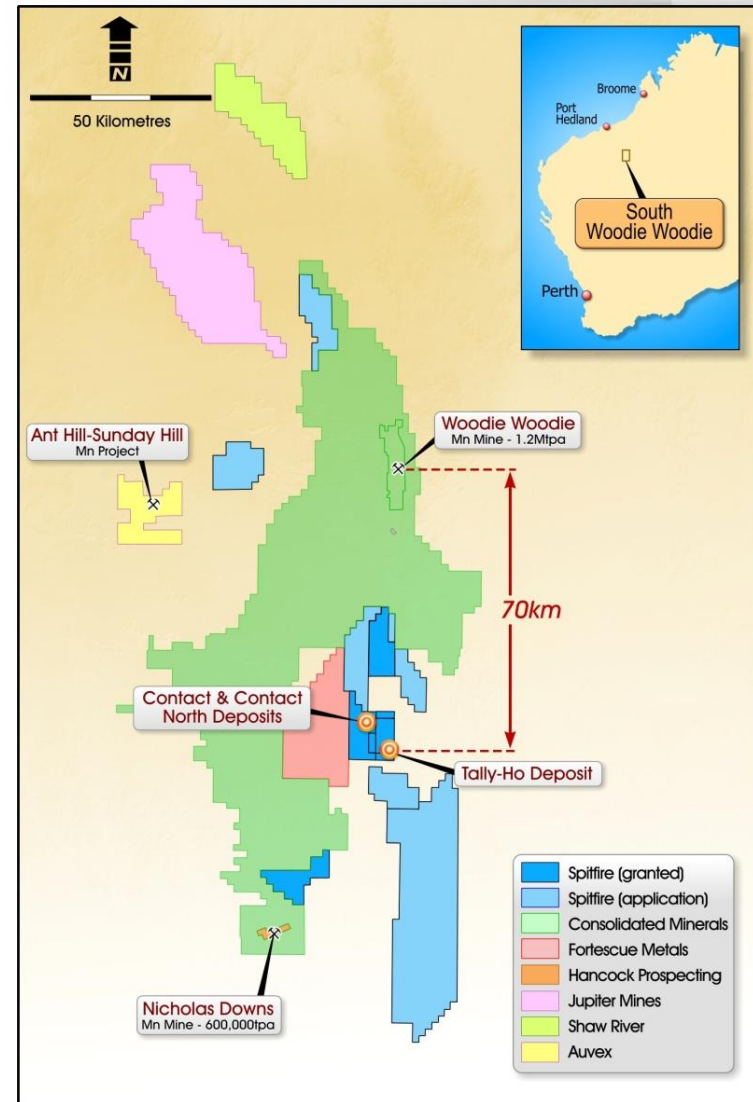 N
50 Kilometres
Broome
Port
Hedland
South
Woodie Woodie
Perth
Ant Hill-Sunday Hill
Mn Project
Woodie Woodie
Mn Mine - 1.2Mtpa
70km
Contact & Contact
North Deposits
Tally-Ho Deposit
Nicholas Downs
Mn Mine - 600,000tpa
Spitfire (granted)
Spitfire (application)
Consolidated Minerals
Fortescue Metals
Hancock Prospecting
Jupiter Mines
Shaw River
Auvex